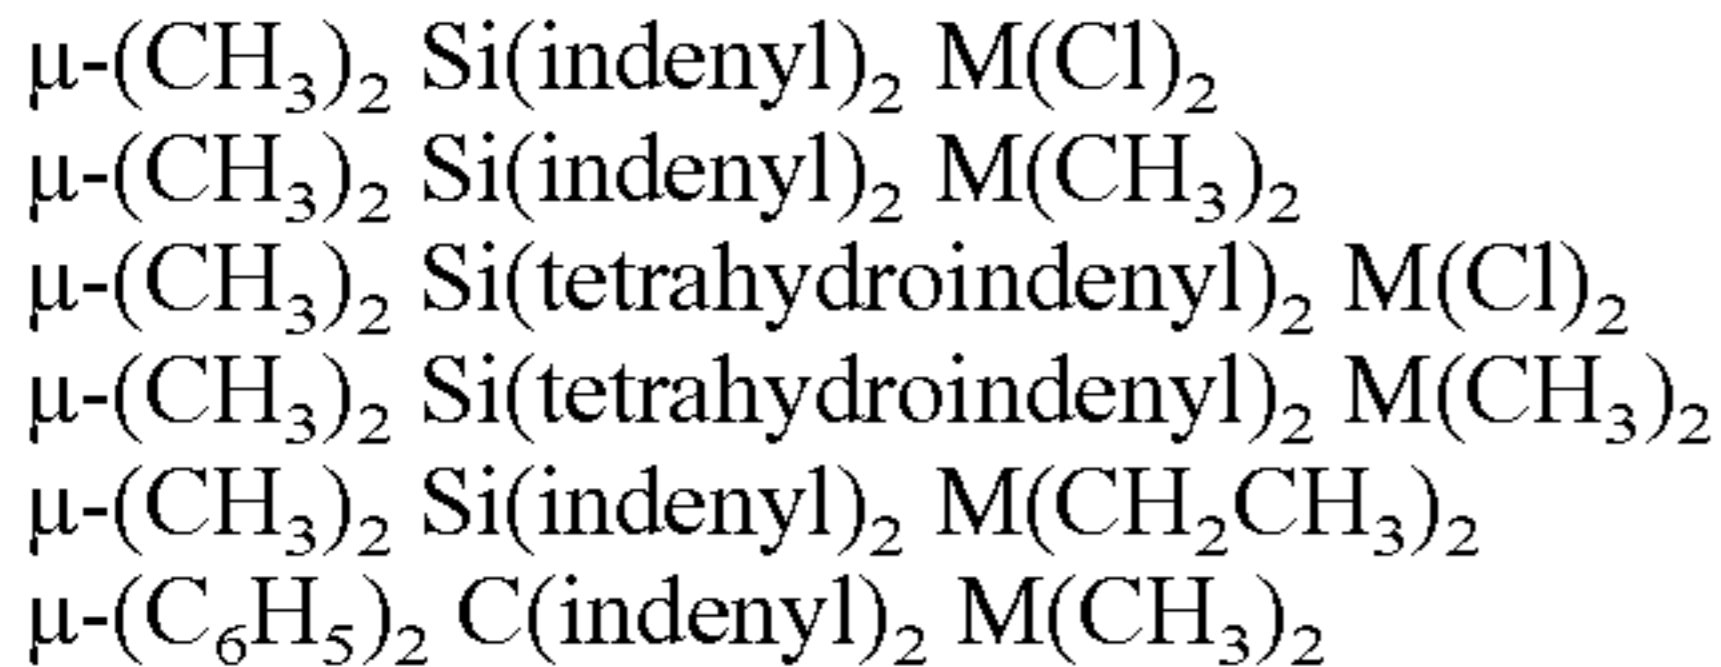 μ-(CH₃)₂ Si(indenyl)₂ M(Cl)₂
μ-(CH₃)₂ Si(indenyl)₂ M(CH₃)₂
μ-(CH₃)₂ Si(tetrahydroindenyl)₂ M(Cl)₂
μ-(CH₃)₂ Si(tetrahydroindenyl)₂ M(CH₃)₂
μ-(CH₃)₂ Si(indenyl)₂ M(CH₂CH₃)₂
μ-(C₆H₅)₂ C(indenyl)₂ M(CH₃)₂